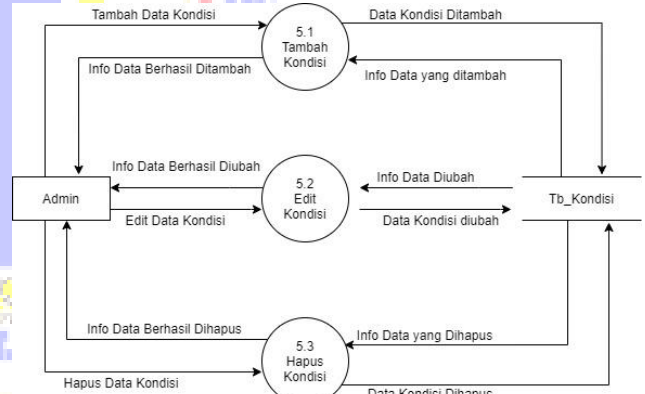 Tambah Data Kondisi
Data Kondisi Ditambah
5.1
Tambah
Kondisi
Info Data Berhasil Ditambah
Info Data yang ditambah
Info Data Berhasil Diubah
Info Data Diubah
5.2
Edit
Kondisi
Admin
Tb_Kondisi
Edit Data Kondisi
Data Kondisi diubah
Info Data Berhasil Dihapus
Info Data yang Dihapus
5.3
Hapus
Kondisi
Hapus Data Kondisi
Data Kondisi Dihapus